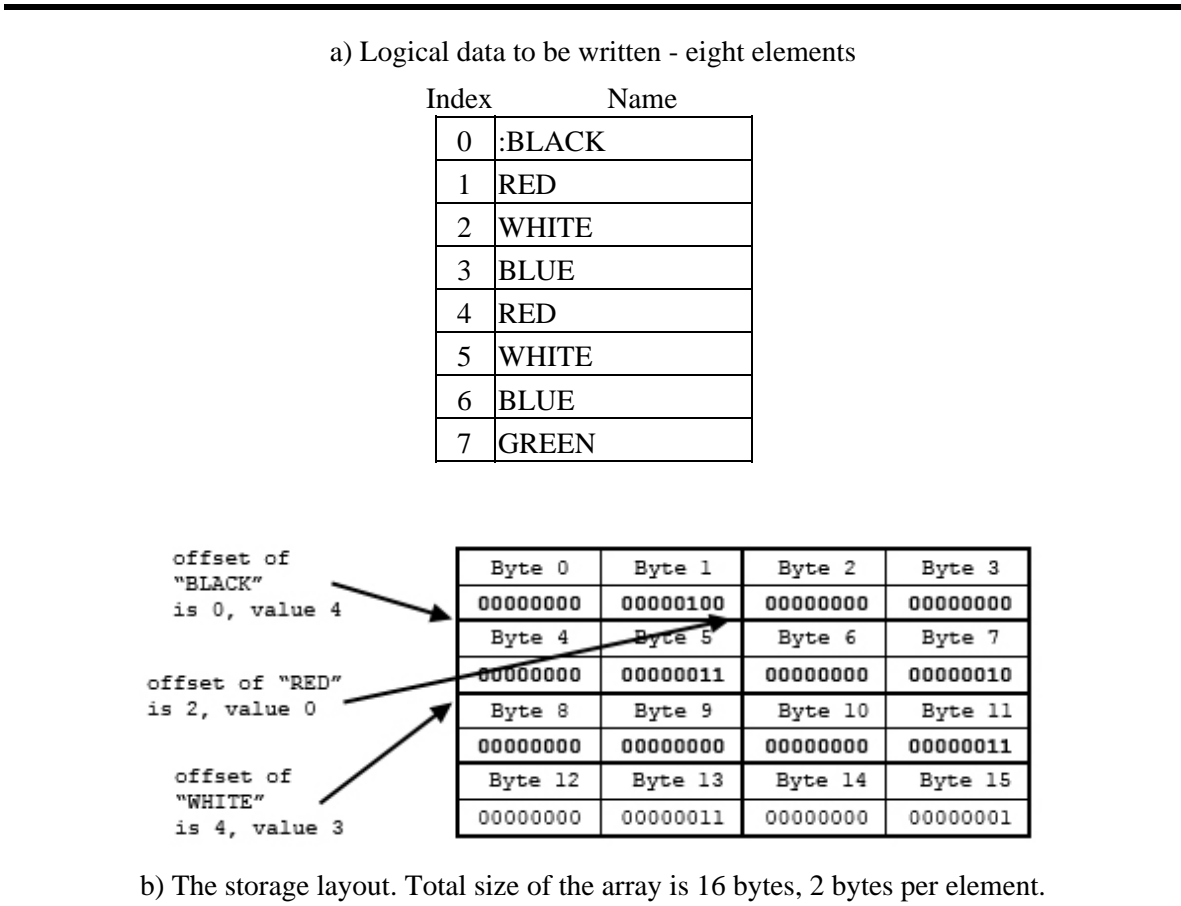 a) Logical data to be written - eight elements
Index Name
0 :BLACK
1 RED
2 WHITE
3 BLUE
4 RED
5 WHITE
6 BLUE
7 GREEN
offset of
“BLACK”
is 0, value 4
offset of “RED”
is 2, value 0
offset of
“WHITE”
is 4, value 3
Byte 0 Byte 1 Byte 2 Byte 3
00000000 00000100 00000000 00000000
Byte 4 Byte 5 Byte 6 Byte 7
00000000 00000011 00000000 00000010
Byte 8 Byte 9 Byte 10 Byte 11
00000000 00000000 00000000 00000011
Byte 12 Byte 13 Byte 14 Byte 15
00000000 00000011 00000000 00000001
b) The storage layout. Total size of the array is 16 bytes, 2 bytes per element.